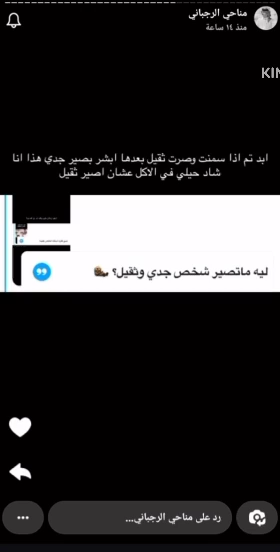 مناحي الرجباني
منذ ١٤ ساعة
KIN
ابد تم اذا سمنت وصرت ثقيل بعدها ابشر بصير جدي هذا انا
شاد حيلي في الاكل عشان اصير ثقيل
ليه ماتصير شخص جدي وثقيل؟
رد على مناحي الرجباني...